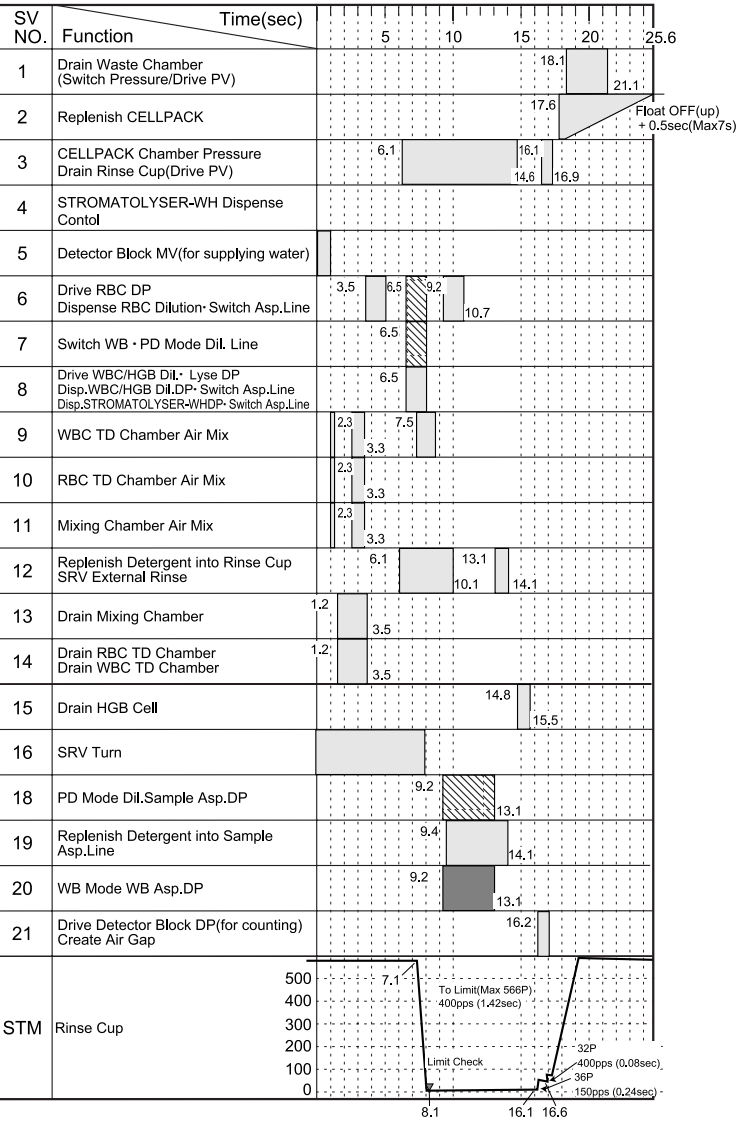 SV NO. Function Time(sec) 5 10 15 20 25.6
1 Drain Waste Chamber 18.1
(Switch Pressure/Drive PV) 21.1
2 Replenish CELLPACK 17.6 Float OFF(up)
+ 0.5sec(Max7s)
3 CELLPACK Chamber Pressure 6.1 16.1
Drain Rinse Cup(Drive PV) 14.6 16.9
4 STROMATOLYSER-WH Dispense
Contol
5 Detector Block MV(for supplying water)
6 Drive RBC DP 3.5 6.5 9.2
Dispense RBC Dilution· Switch Asp.Line 10.7
7 Switch WB · PD Mode Dil. Line 6.5
8 Drive WBC/HGB Dil.· Lyse DP 6.5
Disp.WBC/HGB Dil.DP· Switch Asp.Line
Disp.STROMATOLYSER-WHDP· Switch Asp.Line
9 WBC TD Chamber Air Mix 2.3 3.3 7.5
10 RBC TD Chamber Air Mix 2.3 3.3
11 Mixing Chamber Air Mix 2.3 3.3
12 Replenish Detergent into Rinse Cup 6.1 13.1
SRV External Rinse 10.1 14.1
13 Drain Mixing Chamber 1.2 3.5
14 Drain RBC TD Chamber 1.2
Drain WBC TD Chamber 3.5
15 Drain HGB Cell 14.8 15.5
16 SRV Turn
18 PD Mode Dil.Sample Asp.DP 9.2 13.1
19 Replenish Detergent into Sample 9.4
Asp.Line 14.1
20 WB Mode WB Asp.DP 9.2 13.1
21 Drive Detector Block DP(for counting) 16.2
Create Air Gap
STM Rinse Cup
500 7.1
400
300
200
100
0
To Limit(Max 566P)
400pps (1.42sec)
Limit Check
32P
400pps (0.08sec)
36P
150pps (0.24sec)
8.1 16.1 16.6